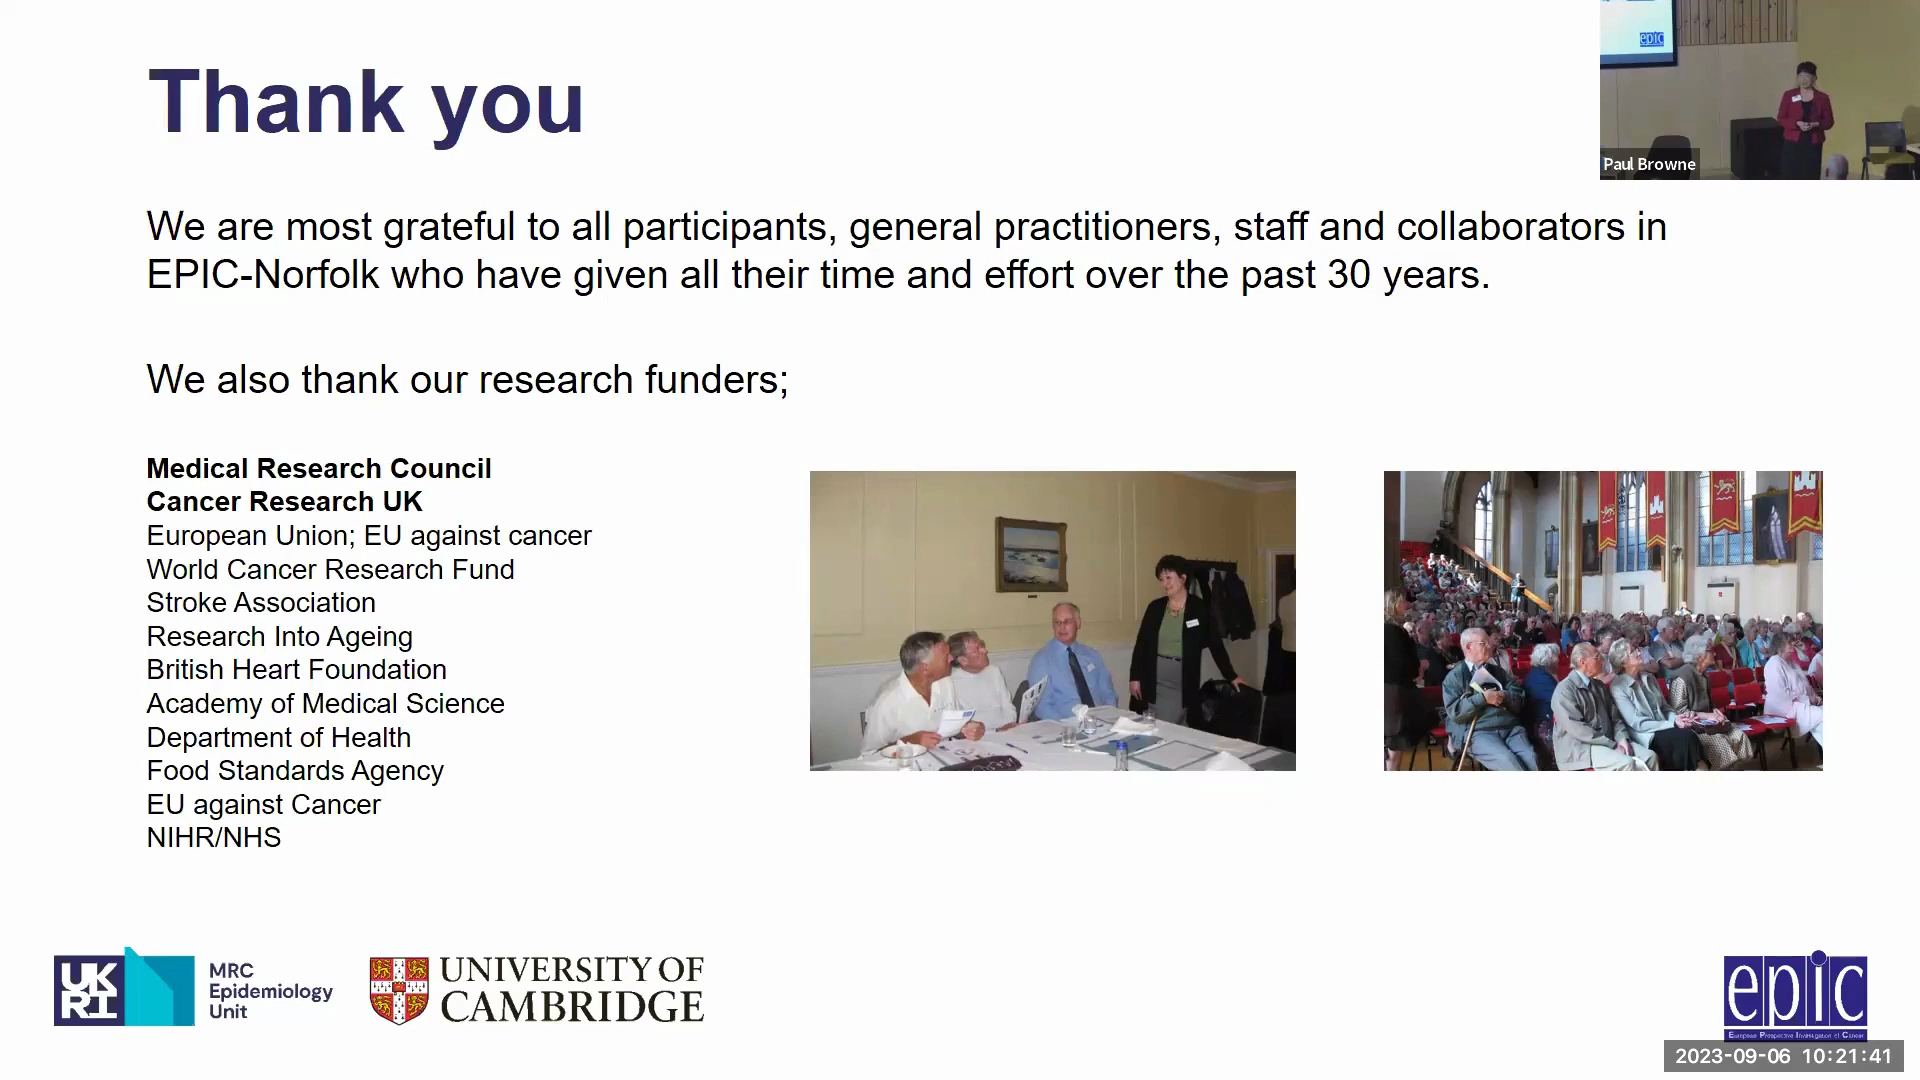 Thank you
We are most grateful to all participants, general practitioners, staff and collaborators in
EPIC-Norfolk who have given all their time and effort over the past 30 years.
We also thank our research funders;
Medical Research Council
Cancer Research UK
European Union; EU against cancer
World Cancer Research Fund
Stroke Association
Research Into Ageing
British Heart Foundation
Academy of Medical Science
Department of Health
Food Standards Agency
EU against Cancer
NIHR/NHS
epic
Paul Browne
UK
RI
MRC
Epidemiology
Unit
UNIVERSITY OF
CAMBRIDGE
epic
European Prospective Investigation of Cancer
2023-09-06 10:21:41